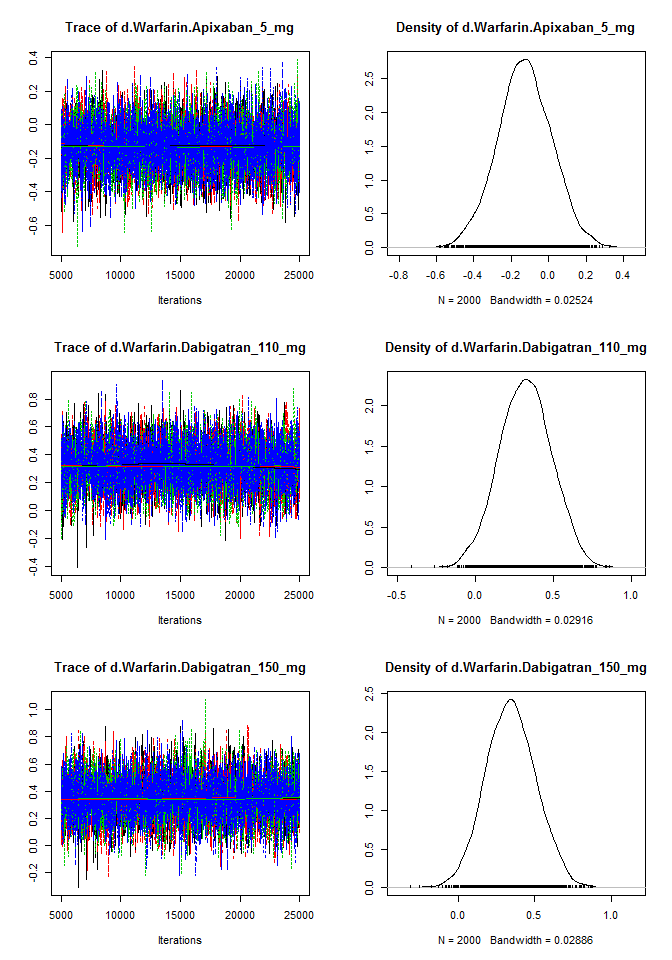 Trace of d.Warfarin.Apixaban_5_mg
0.4
0.2
0.0
-0.2
-0.4
-0.6
5000 10000 15000 20000 25000
Iterations
Density of d.Warfarin.Apixaban_5_mg
2.5
2.0
1.5
1.0
0.5
0.0
-0.8 -0.6 -0.4 -0.2 0.0 0.2 0.4
N = 2000 Bandwidth = 0.02524
Trace of d.Warfarin.Dabigatran_110_mg
0.8
0.6
0.4
0.2
0.0
-0.2
-0.4
5000 10000 15000 20000 25000
Iterations
Density of d.Warfarin.Dabigatran_110_mg
2.0
1.5
1.0
0.5
0.0
-0.5 0.0 0.5 1.0
N = 2000 Bandwidth = 0.02916
Trace of d.Warfarin.Dabigatran_150_mg
1.0
0.8
0.6
0.4
0.2
0.0
-0.2
5000 10000 15000 20000 25000
Iterations
Density of d.Warfarin.Dabigatran_150_mg
2.5
2.0
1.5
1.0
0.5
0.0
0.0 0.5 1.0
N = 2000 Bandwidth = 0.02886